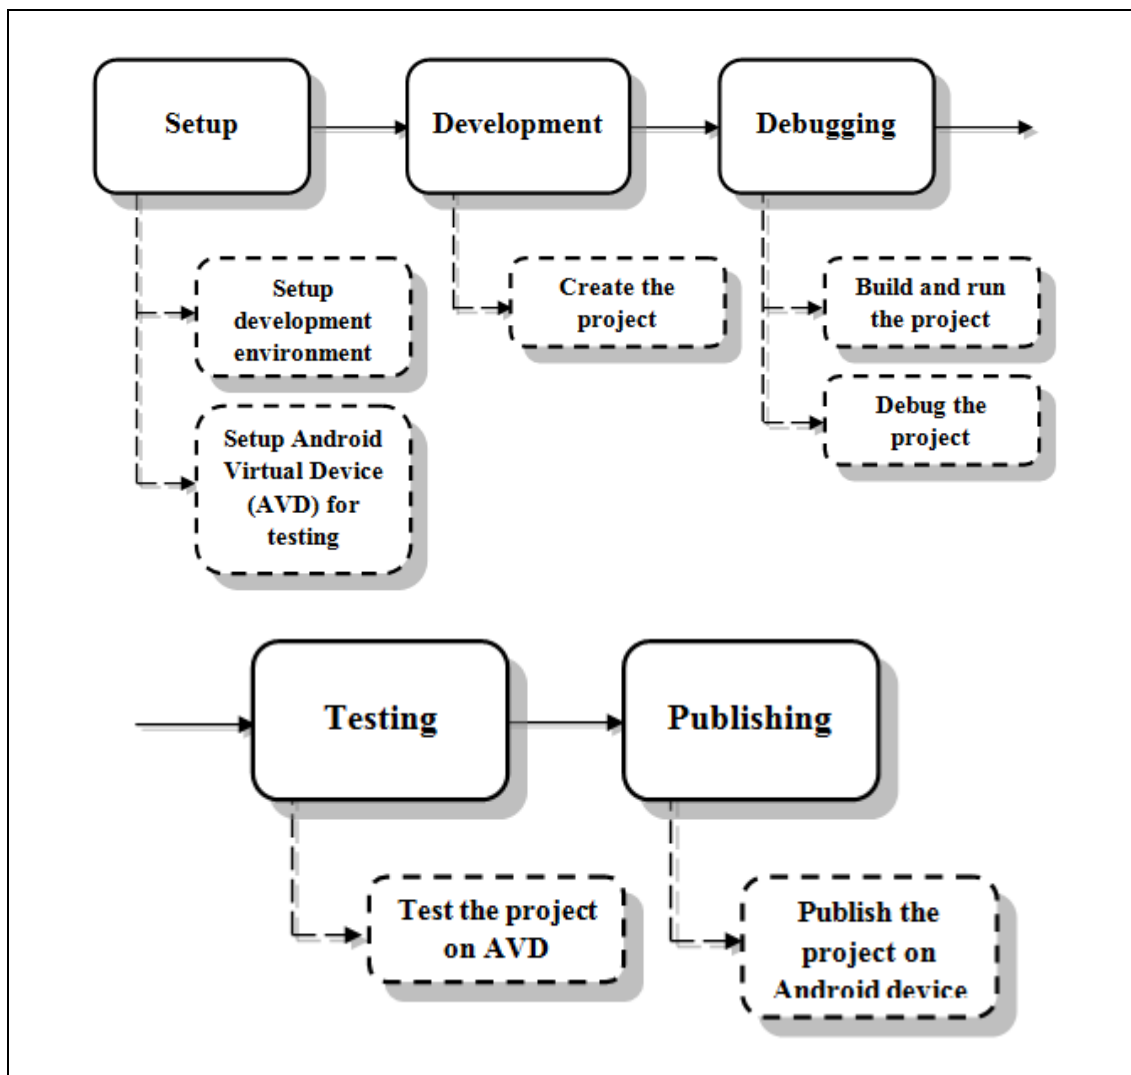 Setup
Development
Debugging
Setup
development
environment
Setup Android
Virtual Device
(AVD) for
testing
Create the
project
Build and run
the project
Debug the
project
Testing
Publishing
Test the project
on AVD
Publish the
project on
Android device